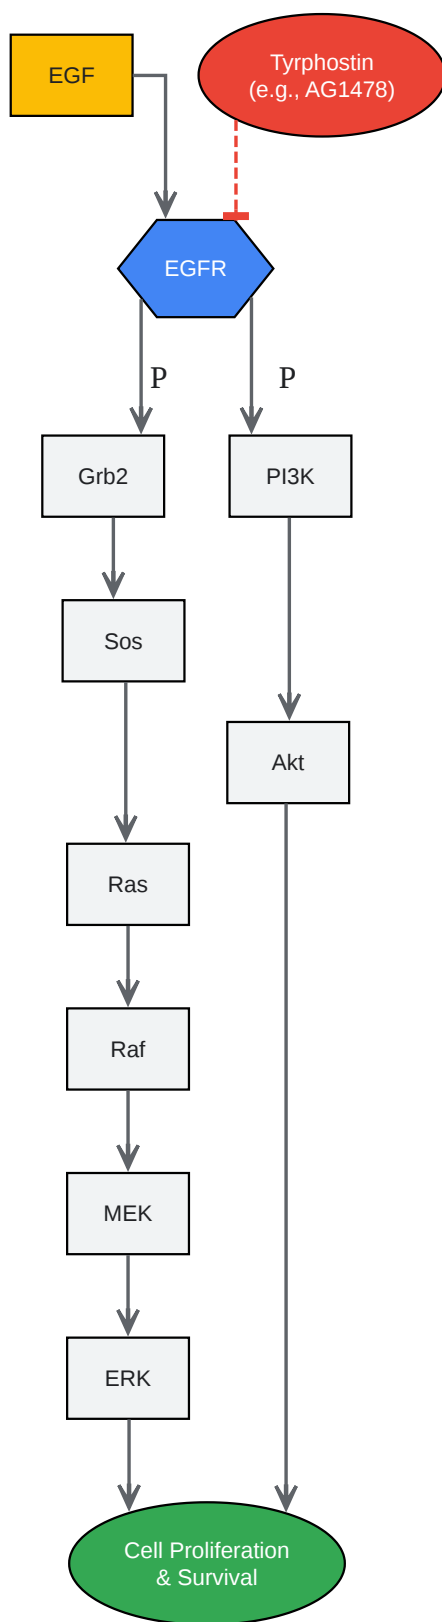 EGF
Tyrphostin
(e.g., AG1478)
EGFR
P
P
Grb2
PI3K
Sos
Akt
Ras
Raf
MEK
ERK
Cell Proliferation
& Survival